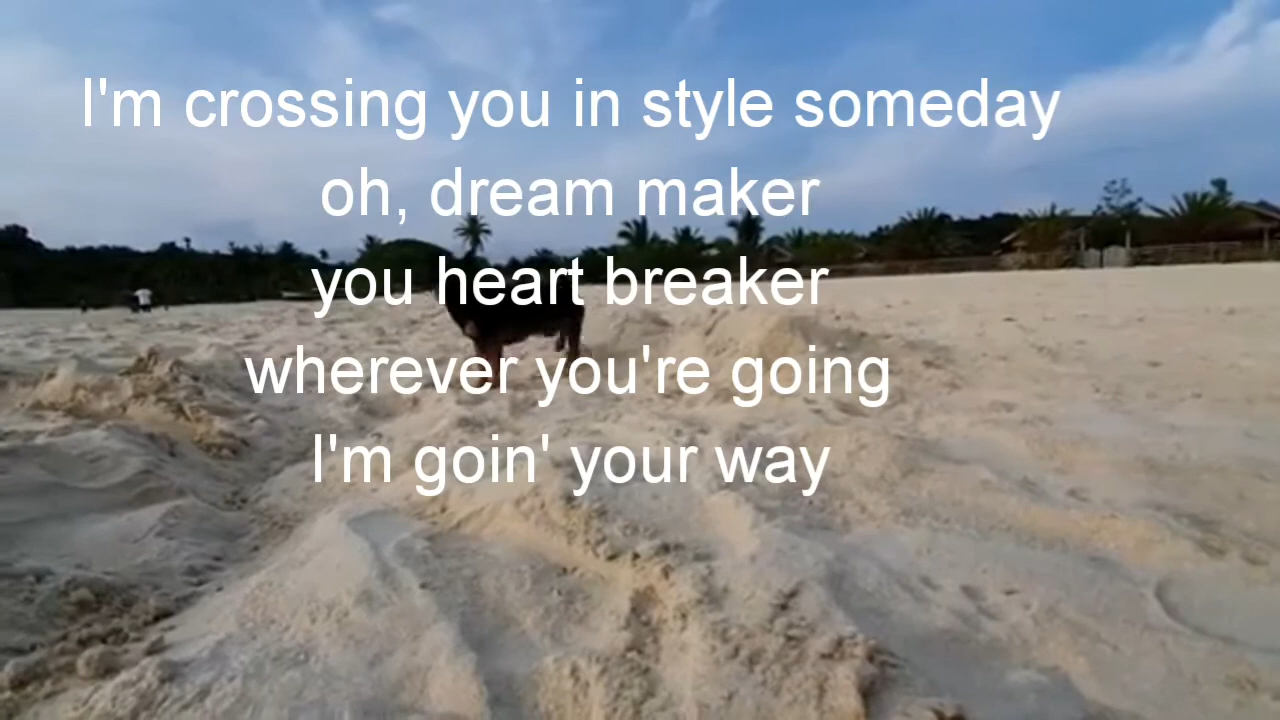 I'm crossing you in style someday
oh, dream maker
you heart breaker
wherever you're going
I'm goin' your way